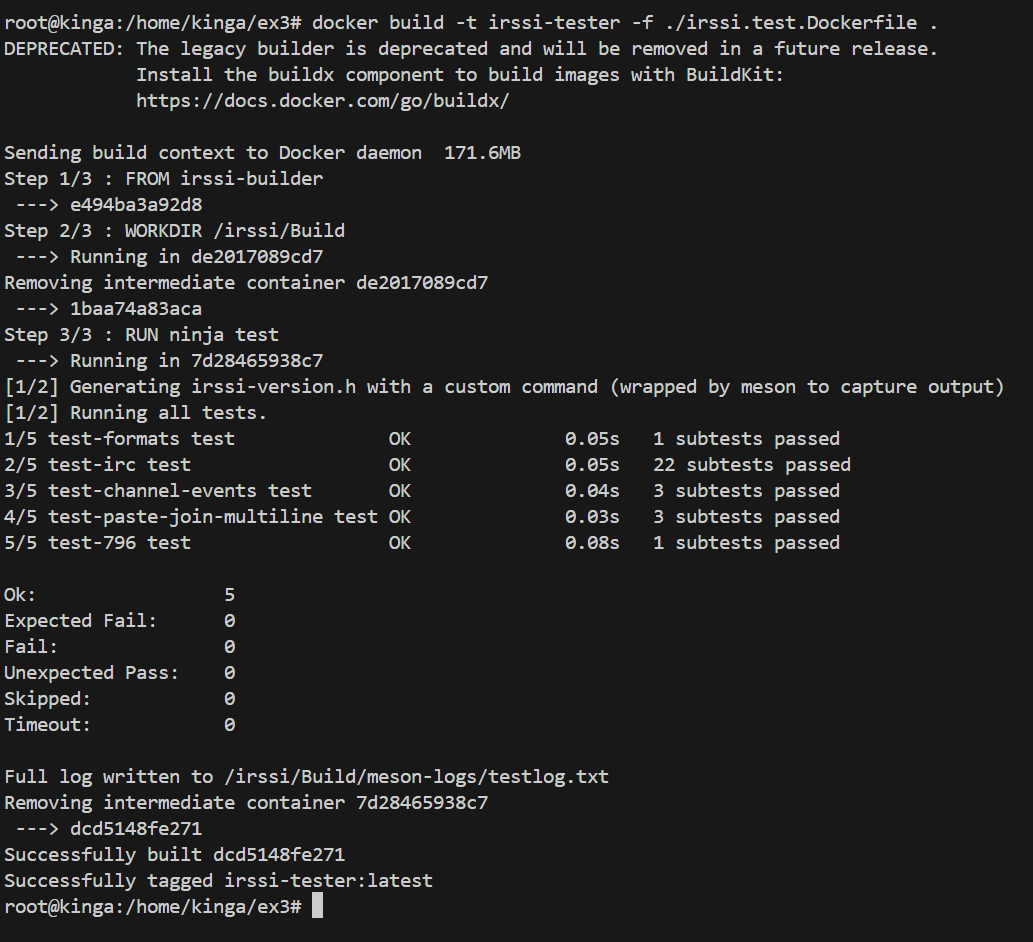 root@kinga:/home/kinga/ex3# docker build -t irssi-tester -f ./irssi.test.Dockerfile .
DEPRECATED: The legacy builder is deprecated and will be removed in a future release.
            Install the buildx component to build images with BuildKit:
            https://docs.docker.com/go/buildx/

Sending build context to Docker daemon  171.6MB
Step 1/3 : FROM irssi-builder
 ---> e494ba3a92d8
Step 2/3 : WORKDIR /irssi/Build
 ---> Running in de2017089cd7
Removing intermediate container de2017089cd7
 ---> 1baa74a83aca
Step 3/3 : RUN ninja test
 ---> Running in 7d28465938c7
[1/2] Generating irssi-version.h with a custom command (wrapped by meson to capture output)
[1/2] Running all tests.
1/5 test-formats test              OK              0.05s   1 subtests passed
2/5 test-irc test                  OK              0.05s   22 subtests passed
3/5 test-channel-events test       OK              0.04s   3 subtests passed
4/5 test-paste-join-multiline test OK              0.03s   3 subtests passed
5/5 test-796 test                  OK              0.08s   1 subtests passed

Ok:                 5
Expected Fail:      0
Fail:               0
Unexpected Pass:    0
Skipped:            0
Timeout:            0

Full log written to /irssi/Build/meson-logs/testlog.txt
Removing intermediate container 7d28465938c7
 ---> dcd5148fe271
Successfully built dcd5148fe271
Successfully tagged irssi-tester:latest
root@kinga:/home/kinga/ex3#